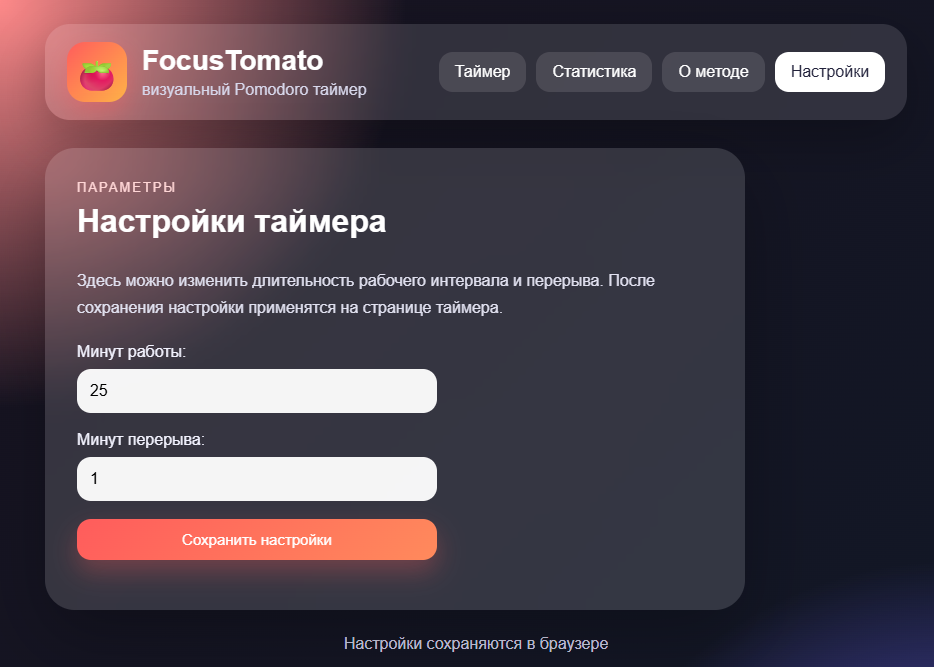 FocusTomato
визуальный Pomodoro таймер
Таймер
Статистика
О методе
Настройки
ПАРАМЕТРЫ
Настройки таймера
Здесь можно изменить длительность рабочего интервала и перерыва. После
сохранения настройки применятся на странице таймера.
Минут работы:
25
Минут перерыва:
1
Сохранить настройки
Настройки сохраняются в браузере